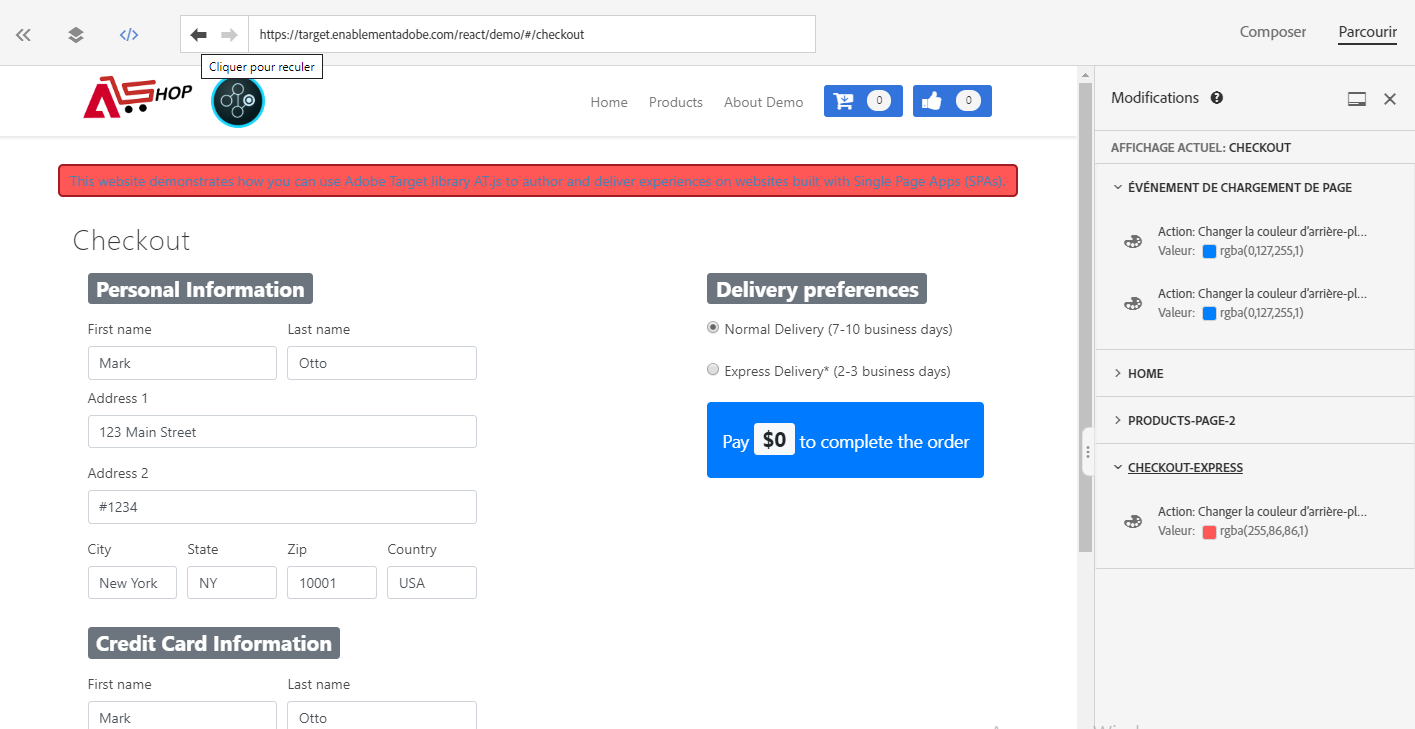 https://target.enablementadobe.com/react/demo/#/checkout
Composer
Parcourir
Cliquer pour reculer
SHOP
Home
Products
About Demo
0
0
This website demonstrates how you can use Adobe Target library AT.js to author and deliver experiences on websites built with Single Page Apps (SPAs).
Checkout
Personal Information
First name
Last name
Mark
Otto
Address 1
123 Main Street
Address 2
#1234
City
State
Zip
Country
New York
NY
10001
USA
Credit Card Information
First name
Last name
Mark
Otto
Delivery preferences
Normal Delivery (7-10 business days)
Express Delivery* (2-3 business days)
Pay $0 to complete the order
Modifications
AFFICHAGE ACTUEL: CHECKOUT
ÉVÉNEMENT DE CHARGEMENT DE PAGE
Action: Changer la couleur d’arrière-pl...
Valeur: rgba(0,127,255,1)
Action: Changer la couleur d’arrière-pl...
Valeur: rgba(0,127,255,1)
HOME
PRODUCTS-PAGE-2
CHECKOUT-EXPRESS
Action: Changer la couleur d’arrière-pl...
Valeur: rgba(255,86,86,1)